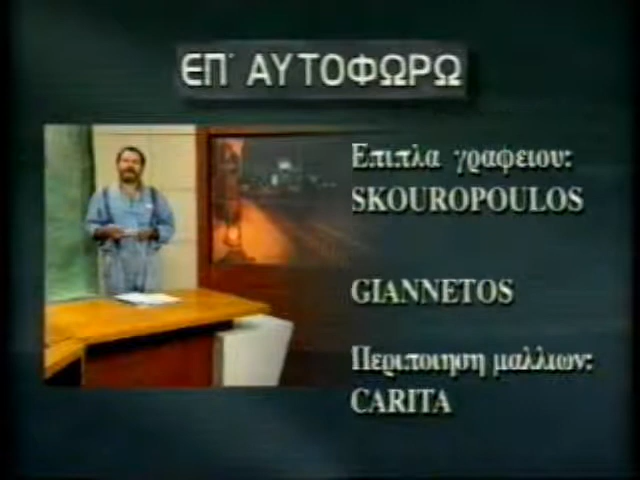 ΕΠ' ΑΥΤΟΦΩΡΩ
Επιπλα γραφειου:
SKOUROPOULOS
GIANNETOS
Περιποιηση μαλλιων:
CARITA